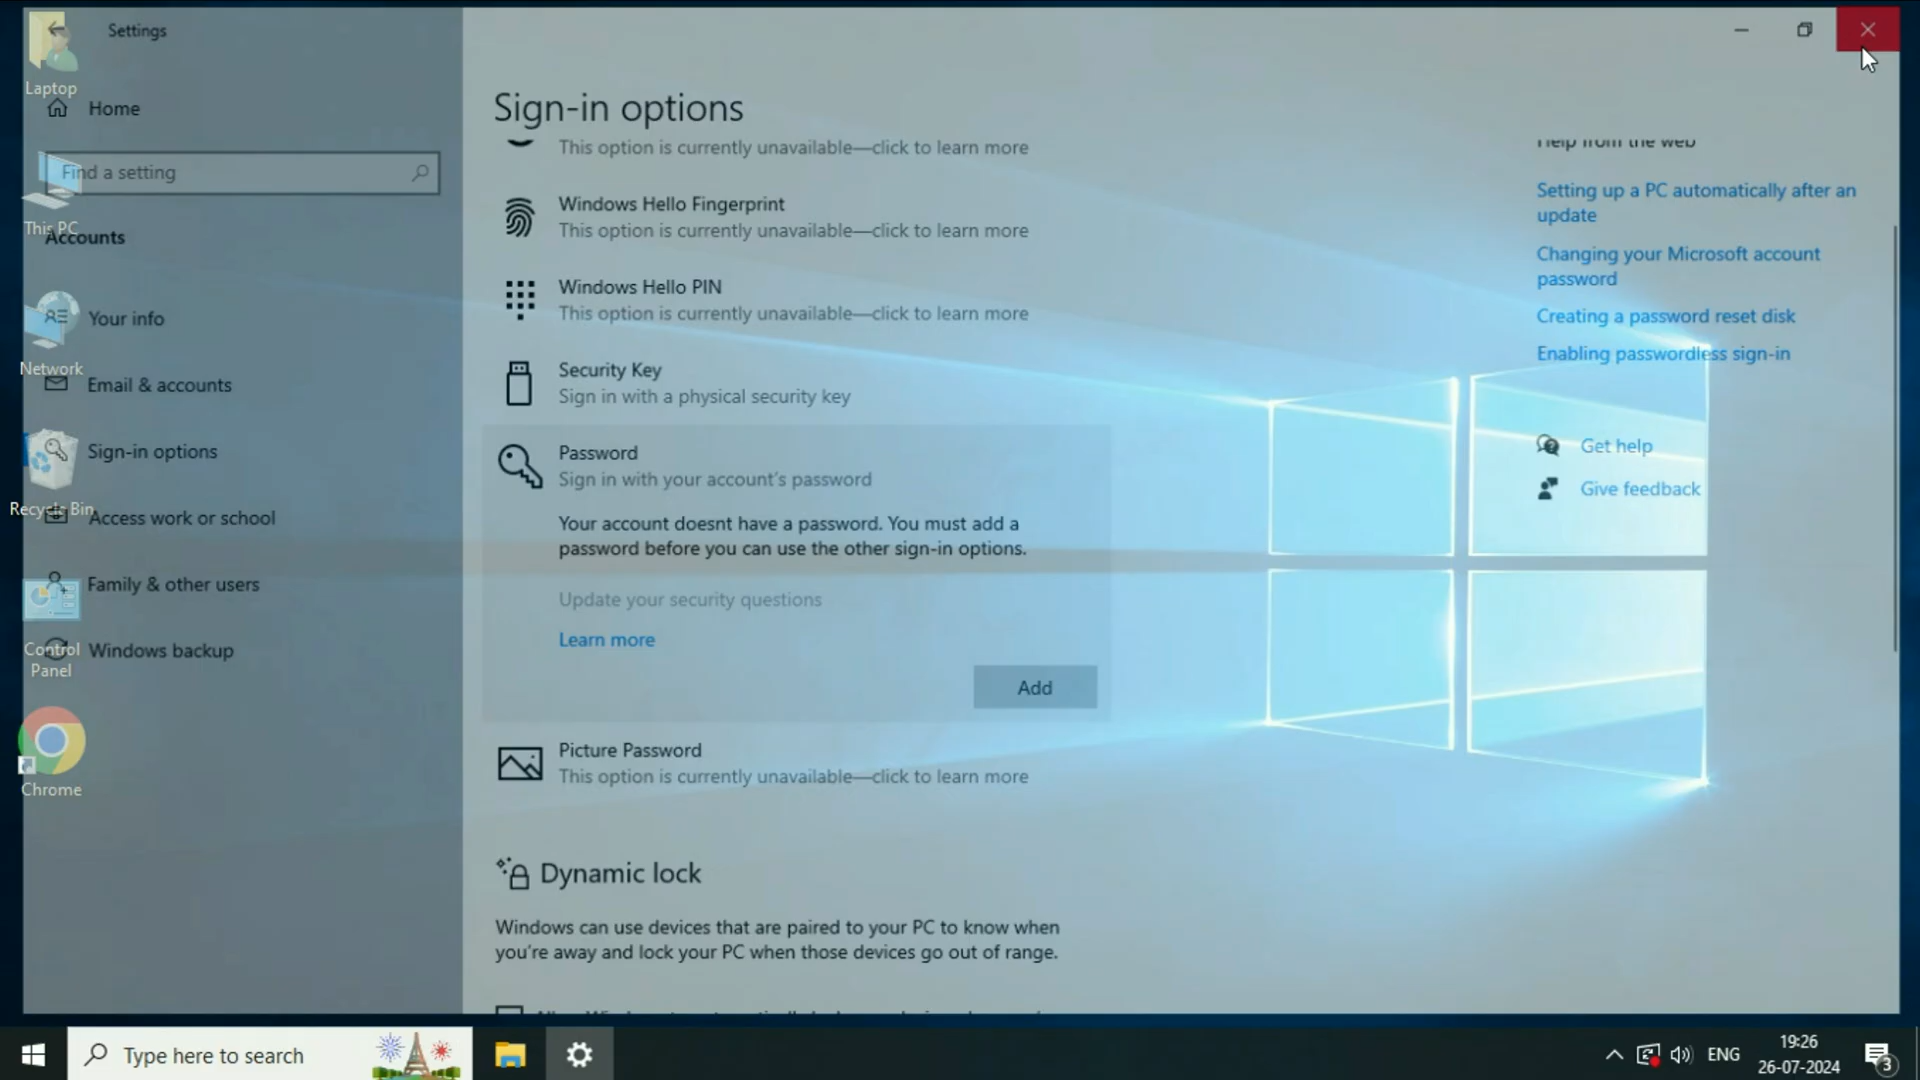 Settings
Laptop
Home
Find a setting
This PC
Accounts
Your info
Network
Email & accounts
Sign-in options
Recycle Bin
Access work or school
Family & other users
Control
Panel
Windows backup
Chrome
Sign-in options
This option is currently unavailable—click to learn more
Windows Hello Fingerprint
This option is currently unavailable—click to learn more
Windows Hello PIN
This option is currently unavailable—click to learn more
Security Key
Sign in with a physical security key
Password
Sign in with your account's password
Your account doesnt have a password. You must add a
password before you can use the other sign-in options.
Update your security questions
Learn more
Add
Picture Password
This option is currently unavailable—click to learn more
Dynamic lock
Windows can use devices that are paired to your PC to know when
you're away and lock your PC when those devices go out of range.
Help from the web
Setting up a PC automatically after an
update
Changing your Microsoft account
password
Creating a password reset disk
Enabling passwordless sign-in
Get help
Give feedback
Type here to search
ENG
19:26
26-07-2024
3